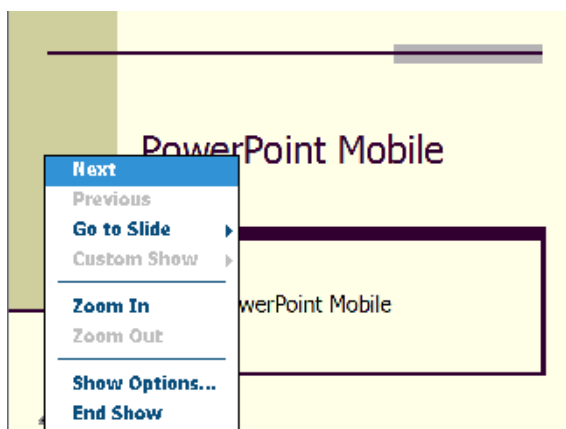 PowerPoint Mobile
Next
Previous
Go to Slide
Custom Show
werPoint Mobile
Zoom In
Zoom Out
Show Options...
End Show